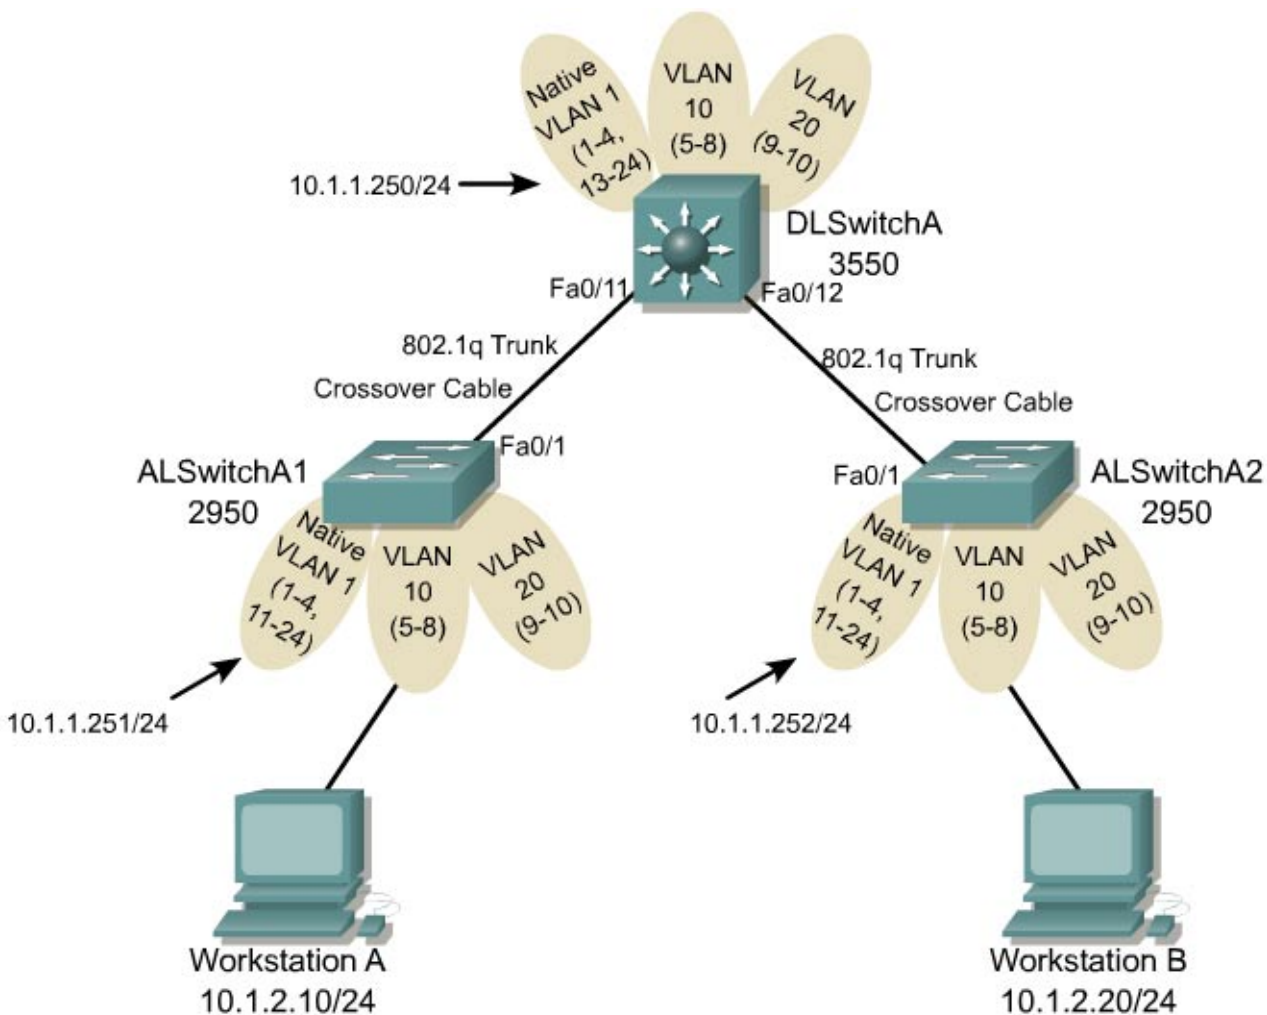 Native
VLAN 1
(1-4,
13-24)
VLAN
10
(5-8)
VLAN
20
(9-10)
10.1.1.250/24
DLSwitchA
3550
Fa0/11
Fa0/12
802.1q Trunk
Crossover Cable
802.1q Trunk
Crossover Cable
Fa0/1
ALSwitchA1
2950
Fa0/1
ALSwitchA2
2950
Native
VLAN 1
(1-4,
11-24)
VLAN
10
(5-8)
VLAN
20
(9-10)
Native
VLAN 1
(1-4,
11-24)
VLAN
10
(5-8)
VLAN
20
(9-10)
10.1.1.251/24
10.1.1.252/24
Workstation A
10.1.2.10/24
Workstation B
10.1.2.20/24